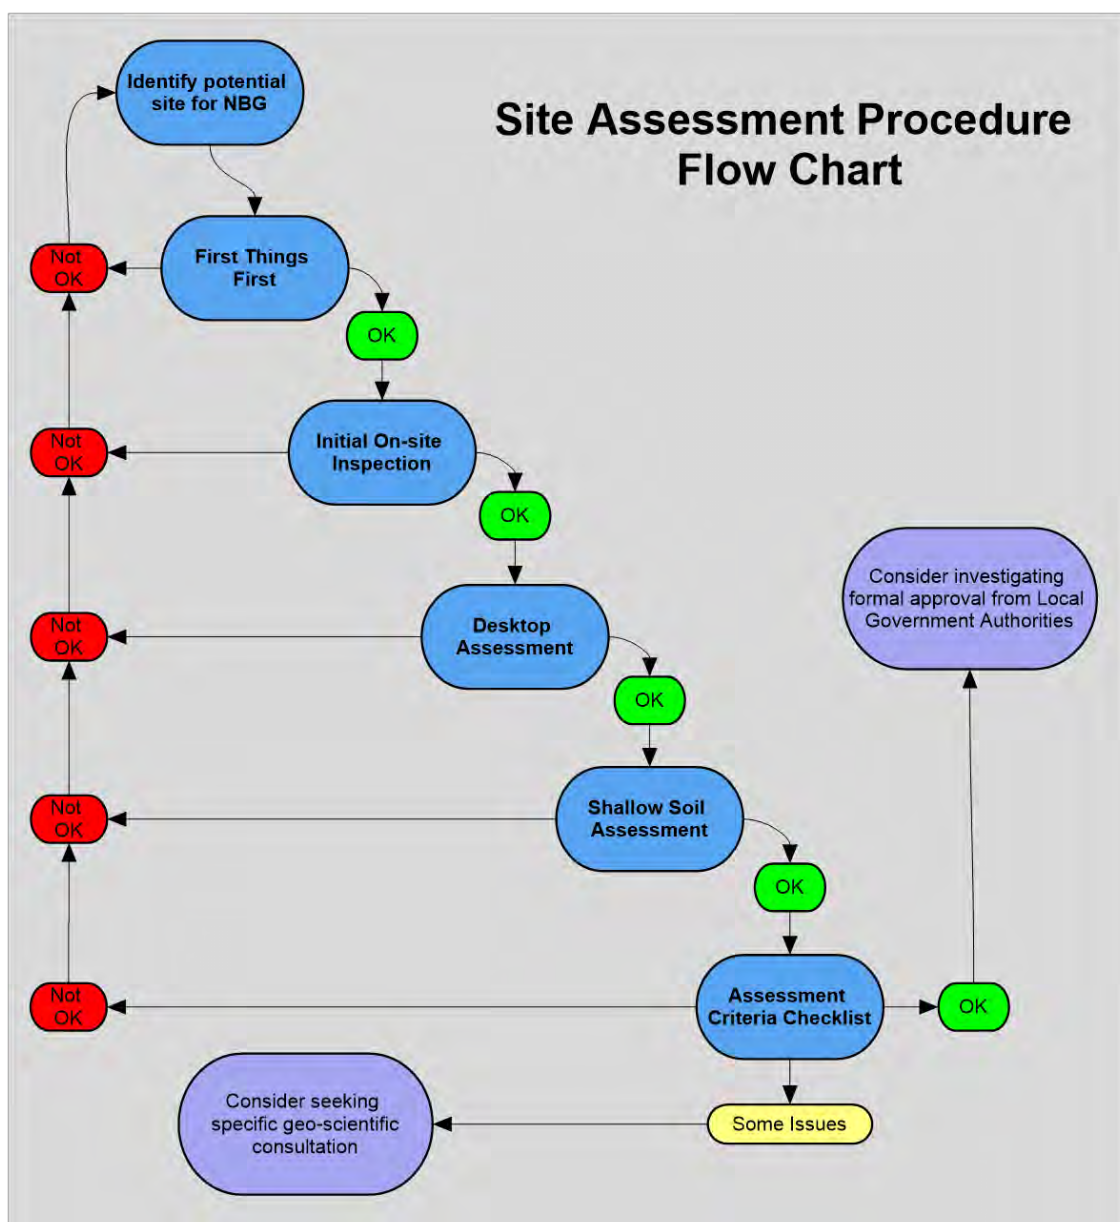 Identify potential
site for NBG
Site Assessment Procedure
Flow Chart
First Things
First
Not
OK
OK
Initial On-site
Inspection
Not
OK
OK
Consider investigating
formal approval from Local
Government Authorities
Desktop
Assessment
Not
OK
OK
Shallow Soil
Assessment
Not
OK
OK
Assessment
Criteria Checklist
Not
OK
OK
Consider seeking
specific geo-scientific
consultation
Some Issues